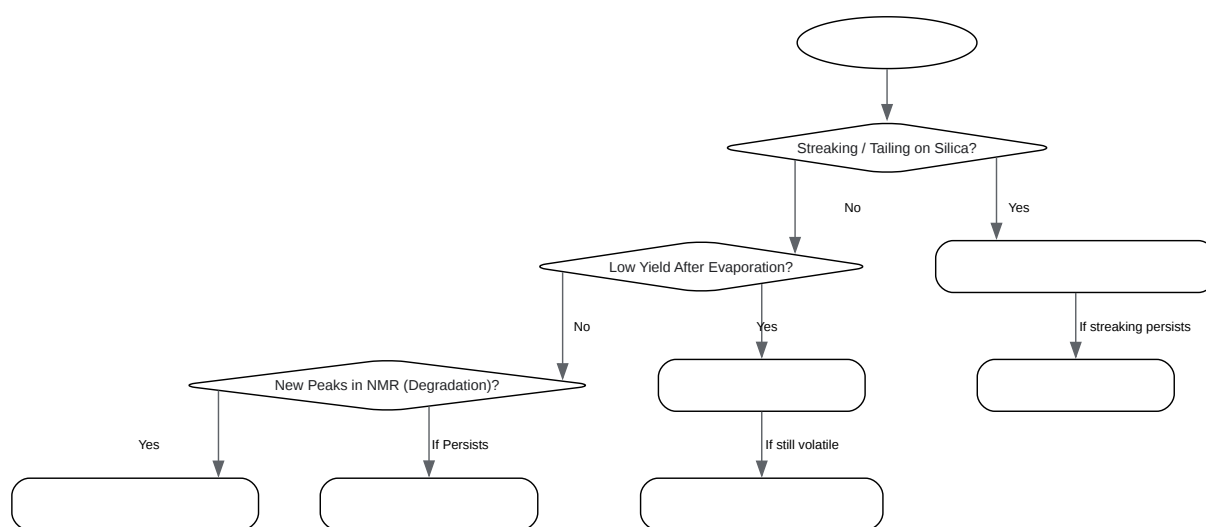 Streaking / Tailing on Silica?
No
Yes
Low Yield After Evaporation?
No
Yes
If streaking persists
New Peaks in NMR (Degradation)?
Yes
If Persists
If still volatile